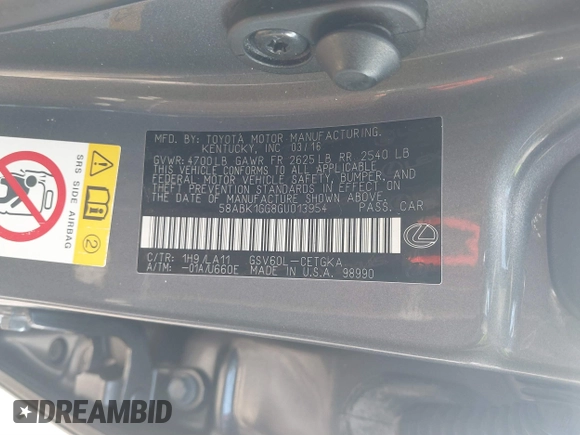 MFD. BY: TOYOTA MOTOR MANUFACTURING,
KENTUCKY, INC 03/16
GVWR: 4700LB GAWR FR 2625LB RR 2540 LB
THIS VEHICLE CONFORMS TO ALL APPLICABLE
FEDERAL MOTOR VEHICLE SAFETY, BUMPER, AND
THEFT PREVENTION STANDARDS IN EFFECT ON
THE DATE OF MANUFACTURE SHOWN ABOVE.
58ABK1GG8GU013954 PASS. CAR
C/TR: 1H9/LA11 GSV60L-CETGKA
A/TM: -01A/U660E MADE IN U.S.A. 98990
SRS SIDE AIRBAG
2
DREAMBID